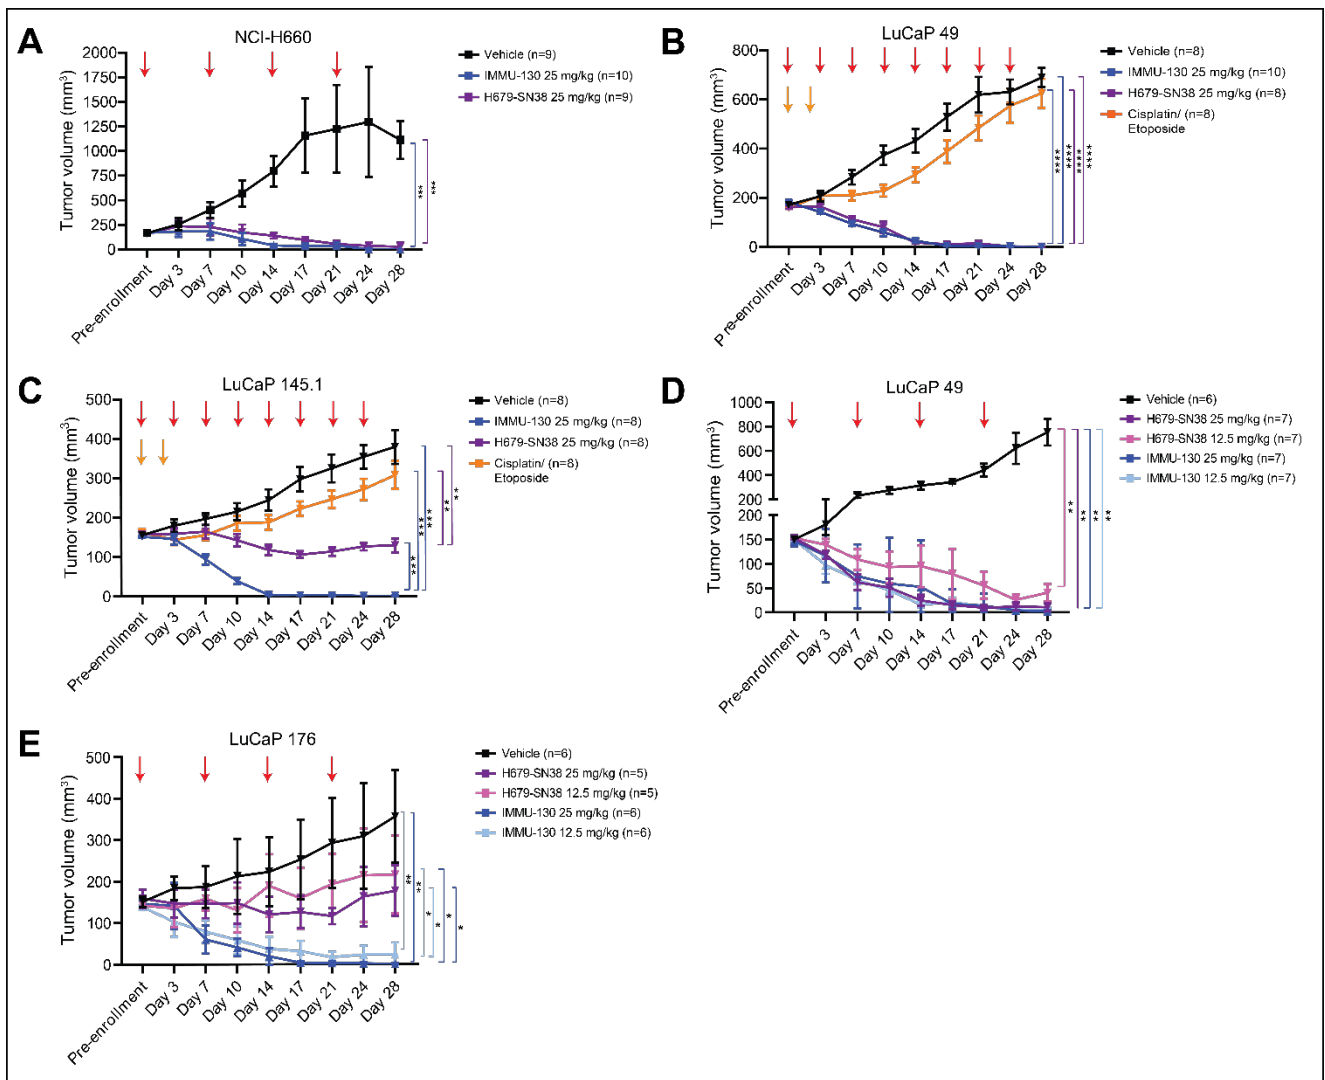 A
NCI-H660
Tumor volume (mm³)
2000
1750
1500
1250
1000
750
500
250
0
Pre-enrollment
Day 3
Day 7
Day 10
Day 14
Day 17
Day 21
Day 24
Day 28
Vehicle (n=9)
IMMU-130 25 mg/kg (n=10)
H679-SN38 25 mg/kg (n=9)
***
***
B
LuCaP 49
Tumor volume (mm³)
800
600
400
200
0
Pre-enrollment
Day 3
Day 7
Day 10
Day 14
Day 17
Day 21
Day 24
Day 28
Vehicle (n=8)
IMMU-130 25 mg/kg (n=10)
H679-SN38 25 mg/kg (n=8)
Cisplatin/ (n=8)
Etoposide
****
****
****
****
C
LuCaP 145.1
Tumor volume (mm³)
500
400
300
200
100
0
Pre-enrollment
Day 3
Day 7
Day 10
Day 14
Day 17
Day 21
Day 24
Day 28
Vehicle (n=8)
IMMU-130 25 mg/kg (n=8)
H679-SN38 25 mg/kg (n=8)
Cisplatin/ (n=8)
Etoposide
***
***
***
**
**
D
LuCaP 49
Tumor volume (mm³)
1000
800
600
400
200
150
100
50
0
Pre-enrollment
Day 3
Day 7
Day 10
Day 14
Day 17
Day 21
Day 24
Day 28
Vehicle (n=6)
H679-SN38 25 mg/kg (n=7)
H679-SN38 12.5 mg/kg (n=7)
IMMU-130 25 mg/kg (n=7)
IMMU-130 12.5 mg/kg (n=7)
**
**
**
**
E
LuCaP 176
Tumor volume (mm³)
500
400
300
200
100
0
Pre-enrollment
Day 3
Day 7
Day 10
Day 14
Day 17
Day 21
Day 24
Day 28
Vehicle (n=6)
H679-SN38 25 mg/kg (n=5)
H679-SN38 12.5 mg/kg (n=5)
IMMU-130 25 mg/kg (n=6)
IMMU-130 12.5 mg/kg (n=6)
**
**
*
*
*
*